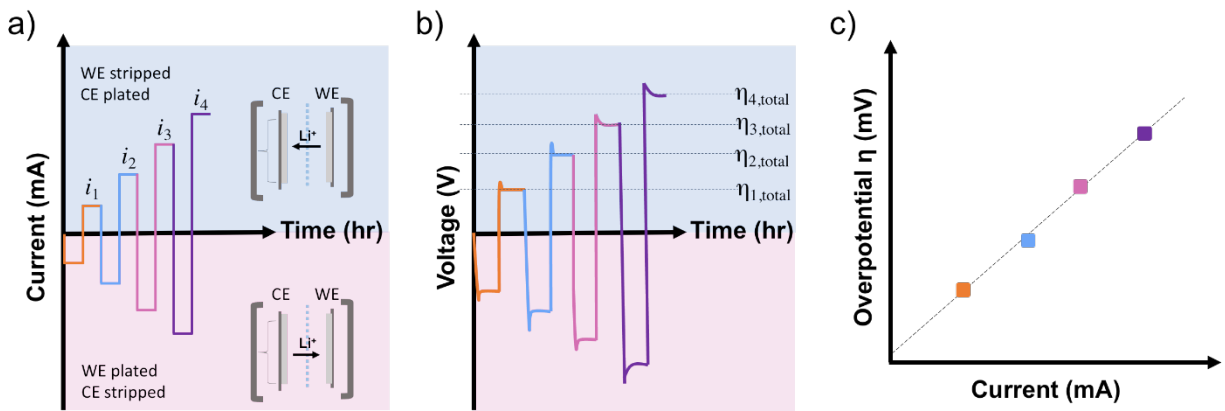 a)
Current (mA)
WE stripped
CE plated
i₁
i₂
i₃
i₄
CE WE
Li⁺
Time (hr)
CE WE
Li⁺
WE plated
CE stripped
b)
Voltage (V)
η₄,total
η₃,total
η₂,total
η₁,total
Time (hr)
c)
Overpotential η (mV)
Current (mA)